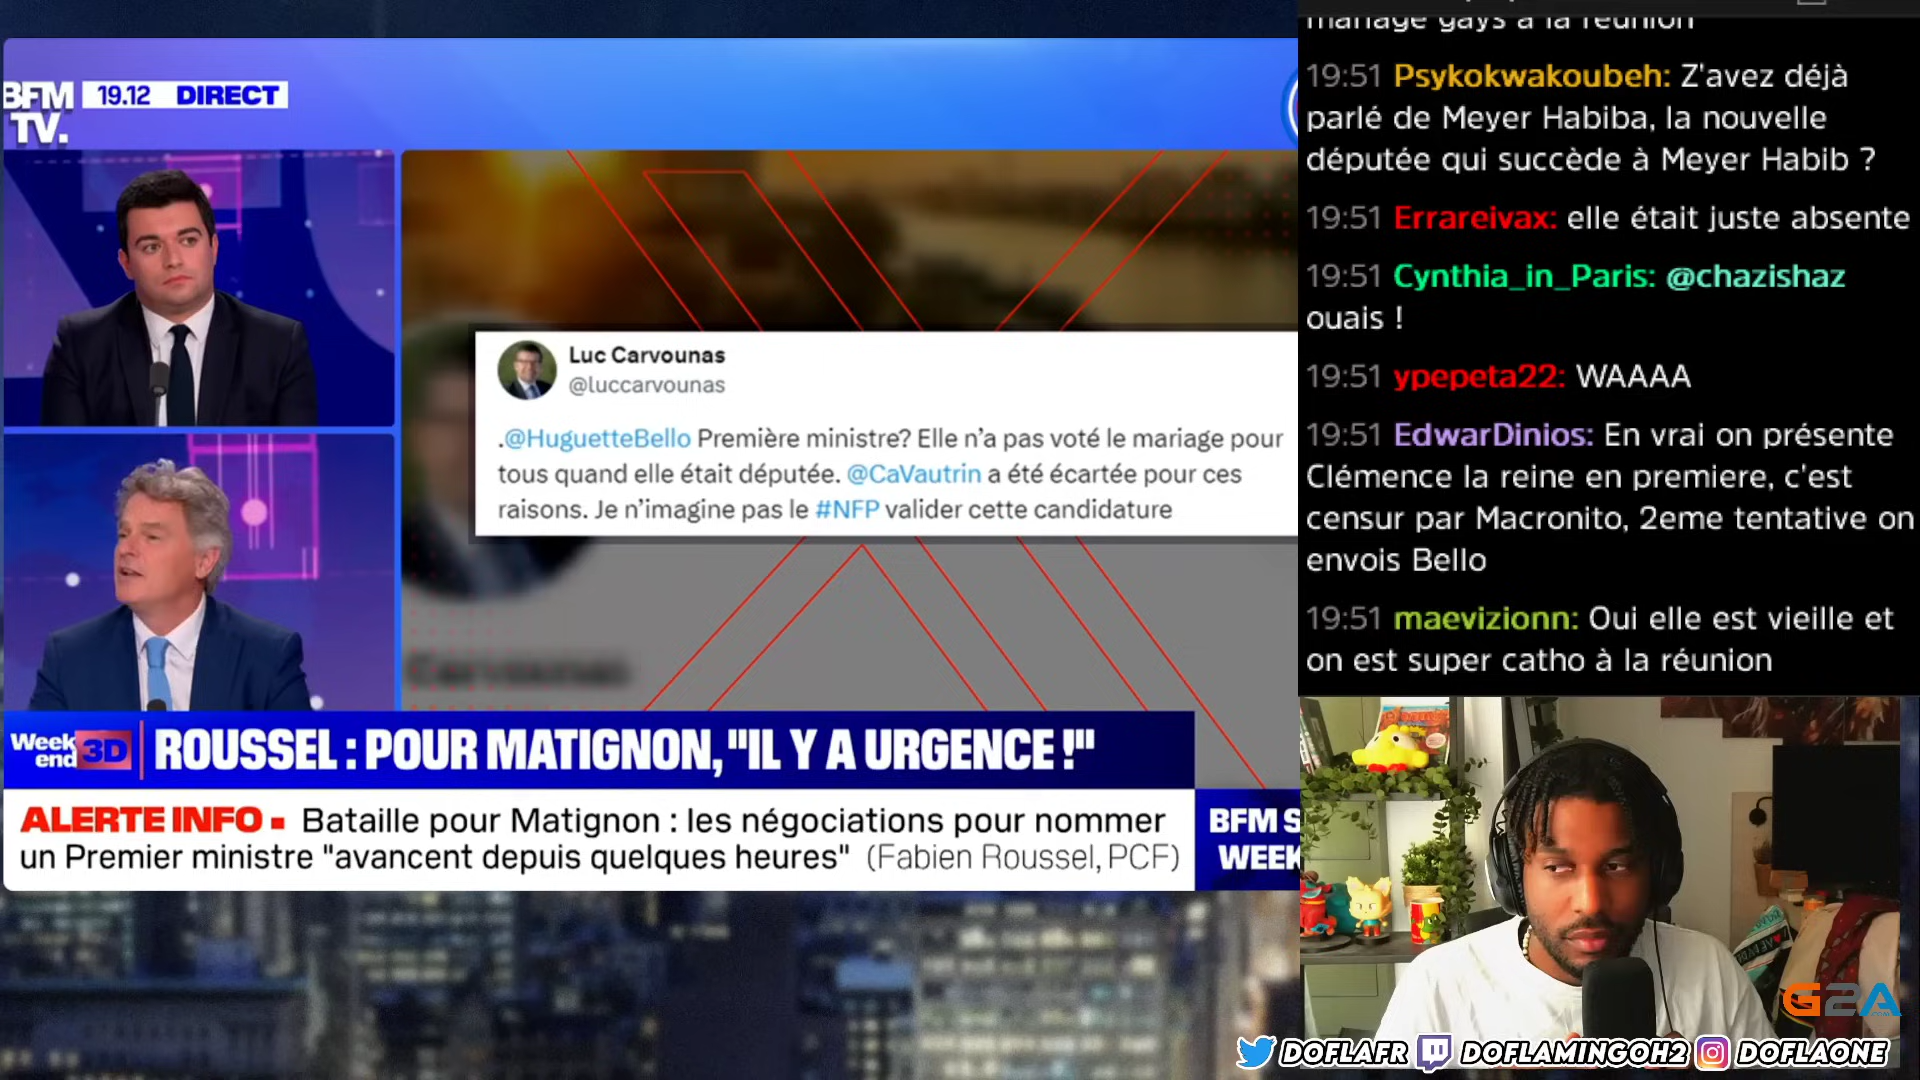 BFM
TV.
19.12 DIRECT
Luc Carvounas
@luccarvounas
.@HuguetteBello Première ministre? Elle n'a pas voté le mariage pour
tous quand elle était députée. @CaVautrin a été écartée pour ces
raisons. Je n'imagine pas le #NFP valider cette candidature
Carvounas
Week
end 3D
ROUSSEL : POUR MATIGNON, "IL Y A URGENCE !"
ALERTE INFO ▪ Bataille pour Matignon : les négociations pour nommer
un Premier ministre "avancent depuis quelques heures" (Fabien Roussel, PCF)
BFM S
WEEK
mariage gays à la réunion
19:51 Psykokwakoubeh: Z'avez déjà
parlé de Meyer Habiba, la nouvelle
députée qui succède à Meyer Habib ?
19:51 Errareivax: elle était juste absente
19:51 Cynthia_in_Paris: @chazishaz
ouais !
19:51 ypepeta22: WAAAA
19:51 EdwarDinios: En vrai on présente
Clémence la reine en premiere, c'est
censur par Macronito, 2eme tentative on
envois Bello
19:51 maevizionn: Oui elle est vieille et
on est super catho à la réunion
G2A
.COM
DOFLAFR DOFLAMINGOH2 DOFLAONE